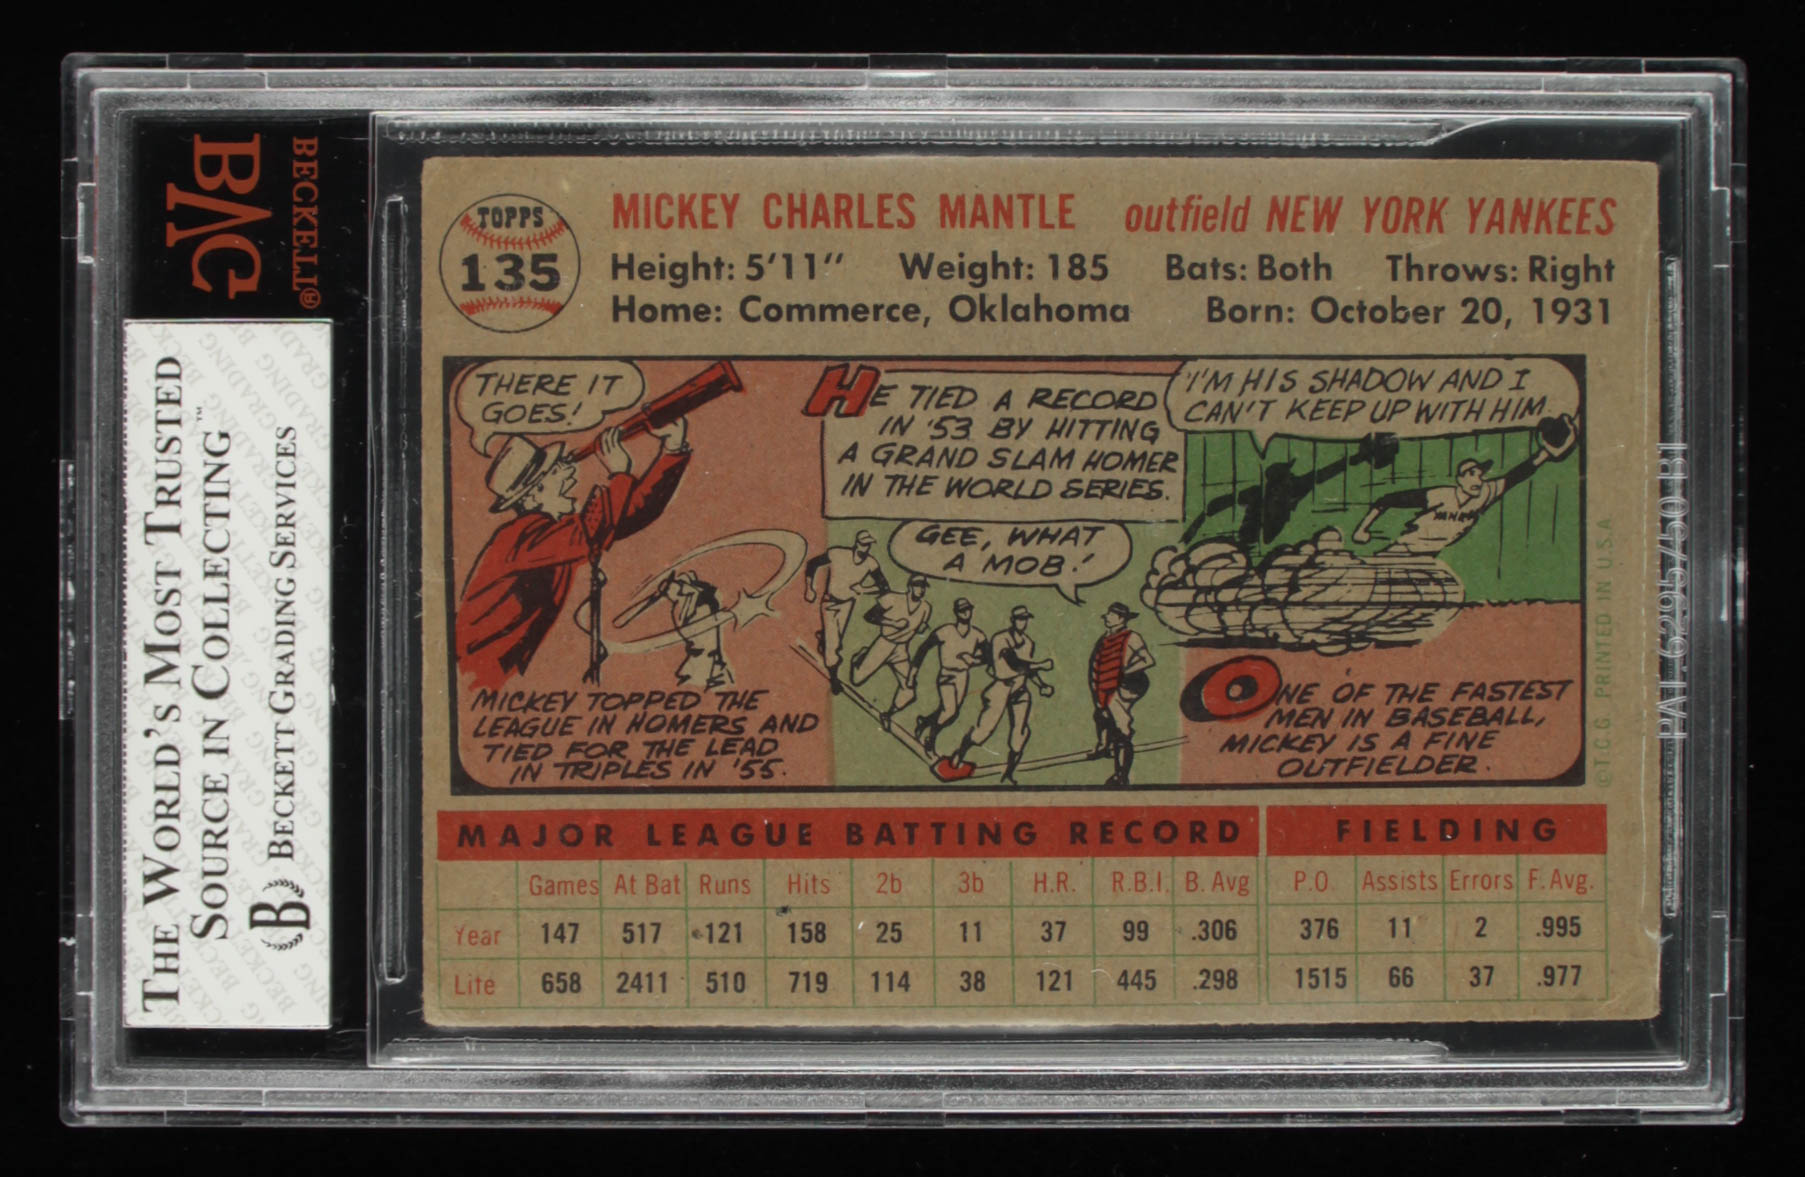 BECKETT®
BVG
THE WORLD'S MOST TRUSTED
SOURCE IN COLLECTING™
B BECKETT GRADING SERVICES
TOPPS
135
MICKEY CHARLES MANTLE outfield NEW YORK YANKEES
Height: 5'11" Weight: 185 Bats: Both Throws: Right
Home: Commerce, Oklahoma Born: October 20, 1931
THERE IT
GOES!
MICKEY TOPPED THE
LEAGUE IN HOMERS AND
TIED FOR THE LEAD
IN TRIPLES IN '55.
HE TIED A RECORD
IN '53 BY HITTING
A GRAND SLAM HOMER
IN THE WORLD SERIES.
GEE, WHAT
A MOB!
I'M HIS SHADOW AND I
CAN'T KEEP UP WITH HIM
YANKS
ONE OF THE FASTEST
MEN IN BASEBALL,
MICKEY IS A FINE
OUTFIELDER.
©T.C.G. PRINTED IN U.S.A.
MAJOR LEAGUE BATTING RECORD FIELDING
Games At Bat Runs Hits 2b 3b H.R. R.B.I. B. Avg P.O. Assists Errors F. Avg.
Year 147 517 121 158 25 11 37 99 .306 376 11 2 .995
Life 658 2411 510 719 114 38 121 445 .298 1515 66 37 .977